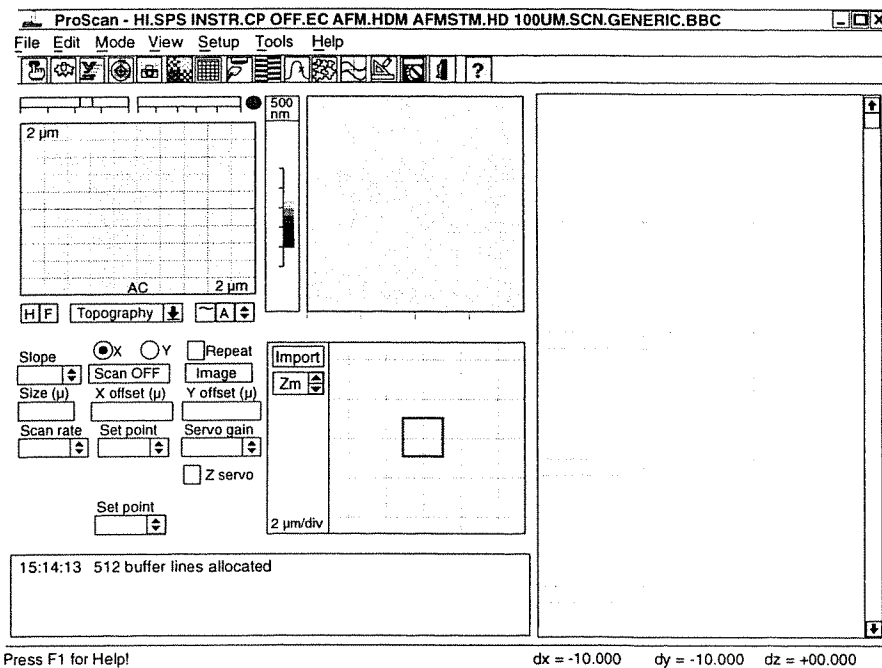 ProScan - HI.SPS INSTR.CP OFF.EC AFM.HDM AFMSTM.HD 100UM.SCN.GENERIC.BBC
File Edit Mode View Setup Tools Help
?
500
nm
2 µm
AC 2 µm
H F Topography A
X Y Repeat
Slope Scan OFF Image
Size (µ) X offset (µ) Y offset (µ)
Scan rate Set point Servo gain
Z servo
Set point
Import
Zm
2 µm/div
15:14:13 512 buffer lines allocated
Press F1 for Help! dx = -10.000 dy = -10.000 dz = +00.000